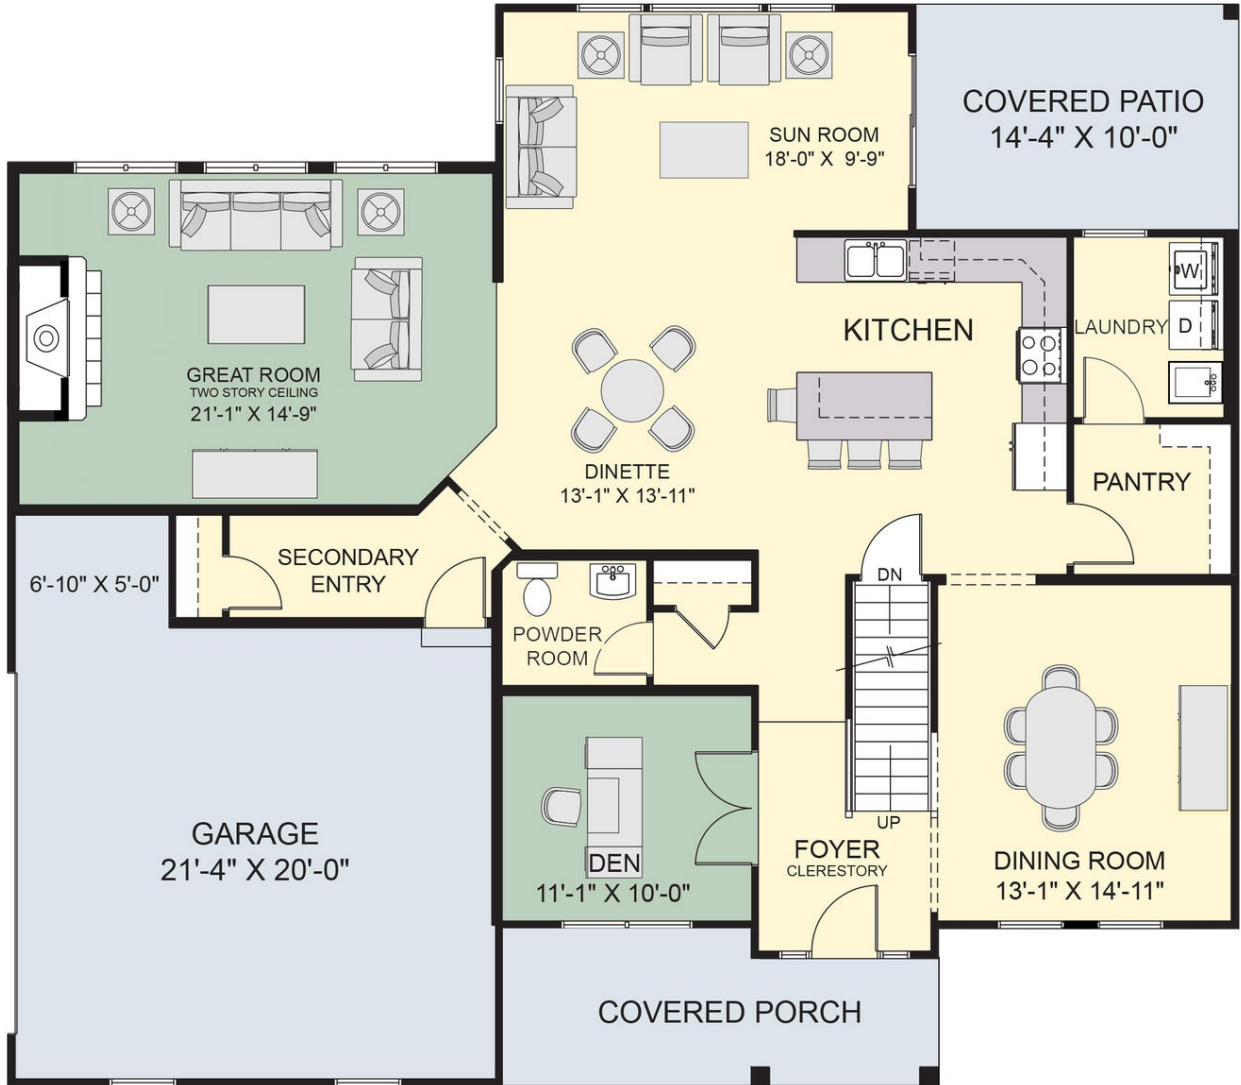 COVERED PATIO
14'-4" X 10'-0"
SUN ROOM
18'-0" X 9'-9"
GREAT ROOM
TWO STORY CEILING
21'-1" X 14'-9"
KITCHEN
LAUNDRY
W
D
DINETTE
13'-1" X 13'-11"
PANTRY
SECONDARY
ENTRY
6'-10" X 5'-0"
POWDER
ROOM
DN
UP
GARAGE
21'-4" X 20'-0"
DEN
11'-1" X 10'-0"
FOYER
CLERESTORY
DINING ROOM
13'-1" X 14'-11"
COVERED PORCH